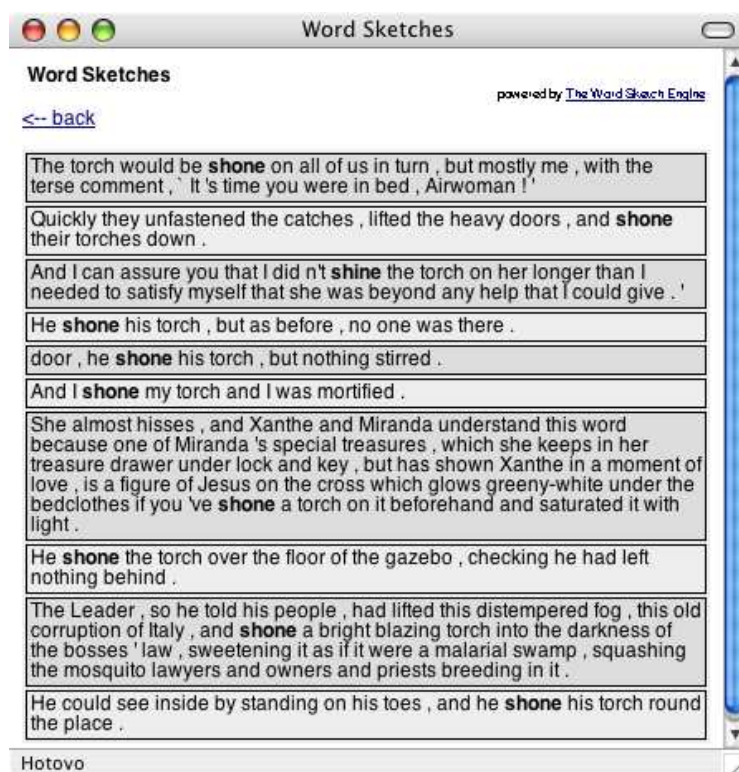 Word Sketches
Word Sketches
powered by The Word Sketch Engine
<-- back
The torch would be shone on all of us in turn , but mostly me , with the
terse comment , ` It 's time you were in bed , Airwoman ! '
Quickly they unfastened the catches , lifted the heavy doors , and shone
their torches down .
And I can assure you that I did n't shine the torch on her longer than I
needed to satisfy myself that she was beyond any help that I could give . '
He shone his torch , but as before , no one was there .
door , he shone his torch , but nothing stirred .
And I shone my torch and I was mortified .
She almost hisses , and Xanthe and Miranda understand this word
because one of Miranda 's special treasures , which she keeps in her
treasure drawer under lock and key , but has shown Xanthe in a moment of
love , is a figure of Jesus on the cross which glows greeny-white under the
bedclothes if you 've shone a torch on it beforehand and saturated it with
light .
He shone the torch over the floor of the gazebo , checking he had left
nothing behind .
The Leader , so he told his people , had lifted this distempered fog , this old
corruption of Italy , and shone a bright blazing torch into the darkness of
the bosses ' law , sweetening it as if it were a malarial swamp , squashing
the mosquito lawyers and owners and priests breeding in it .
He could see inside by standing on his toes , and he shone his torch round
the place .
Hotovo